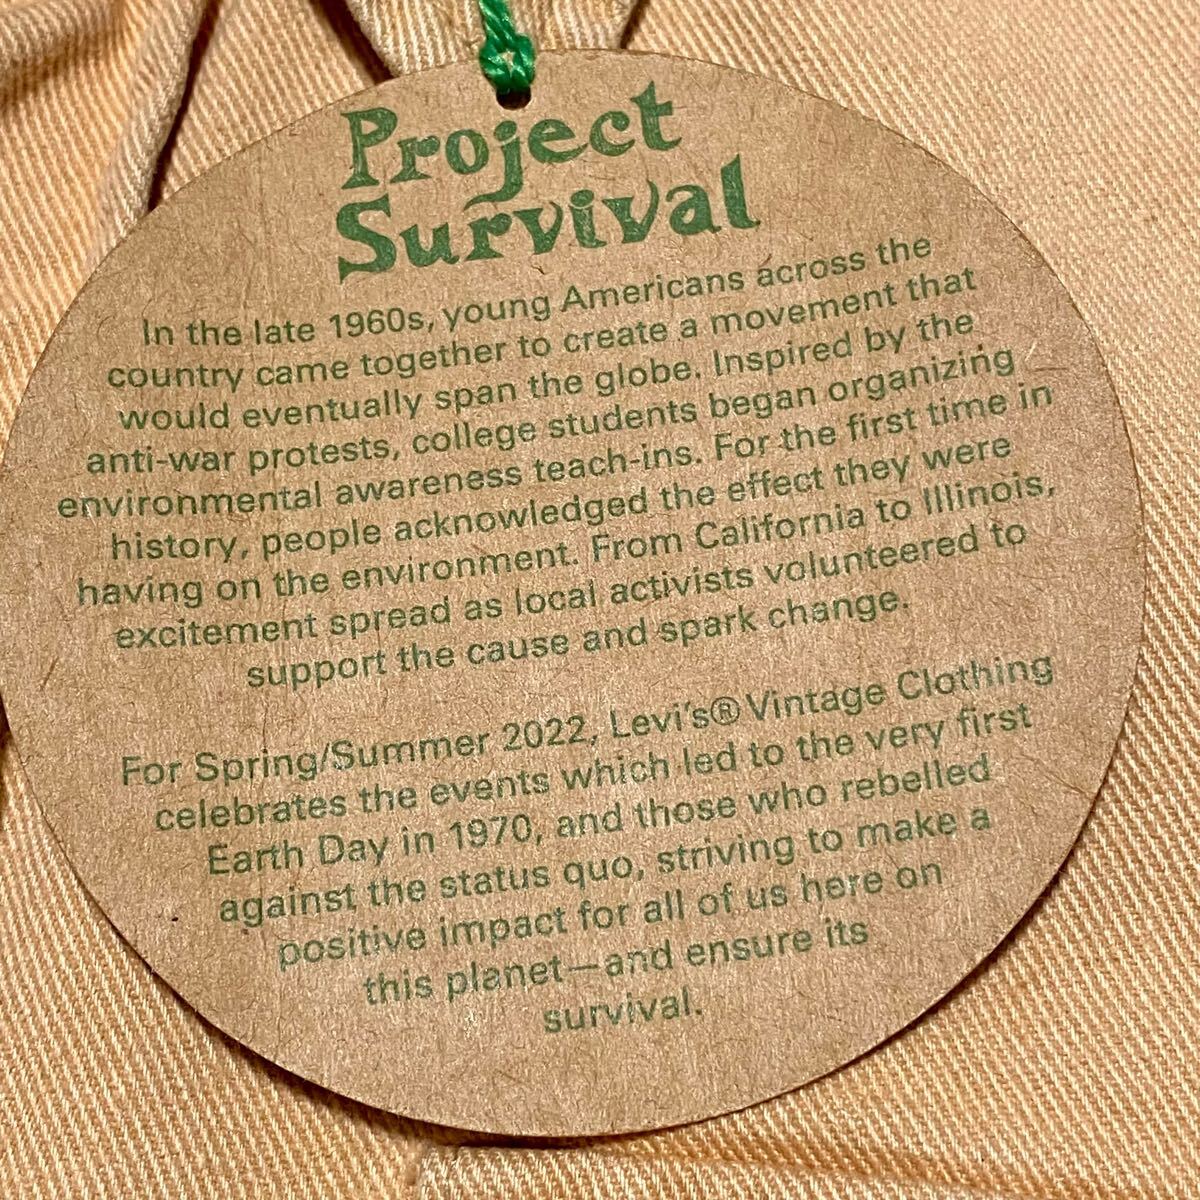 Project
Survival
In the late 1960s, young Americans across the
country came together to create a movement that
would eventually span the globe. Inspired by the
anti-war protests, college students began organizing
environmental awareness teach-ins. For the first time in
history, people acknowledged the effect they were
having on the environment. From California to Illinois,
excitement spread as local activists volunteered to
support the cause and spark change.
For Spring/Summer 2022, Levi's® Vintage Clothing
celebrates the events which led to the very first
Earth Day in 1970, and those who rebelled
against the status quo, striving to make a
positive impact for all of us here on
this planet—and ensure its
survival.